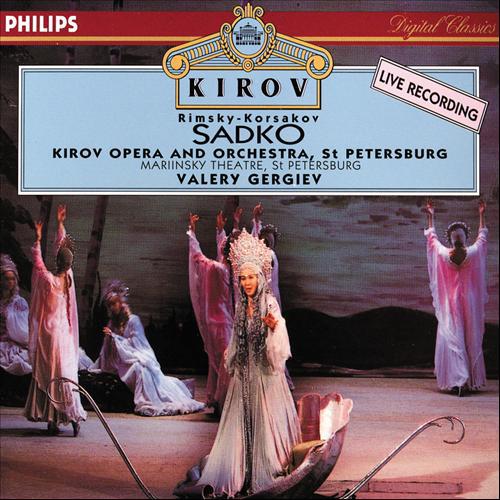 PHILIPS
Digital Classics
KIROV
LIVE RECORDING
Rimsky-Korsakov
SADKO
KIROV OPERA AND ORCHESTRA, St PETERSBURG
MARIINSKY THEATRE, St PETERSBURG
VALERY GERGIEV